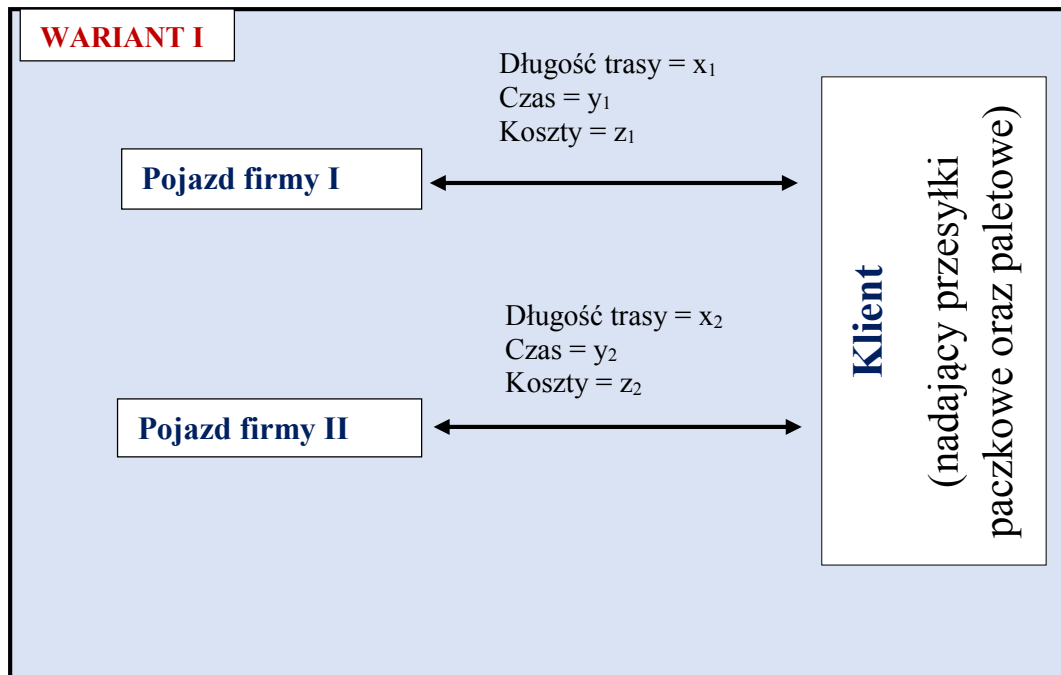 WARIANT I
Długość trasy = x₁
Czas = y₁
Koszty = z₁
Pojazd firmy I
Długość trasy = x₂
Czas = y₂
Koszty = z₂
Pojazd firmy II
Klient
(nadający przesyłki
paczkowe oraz paletowe)